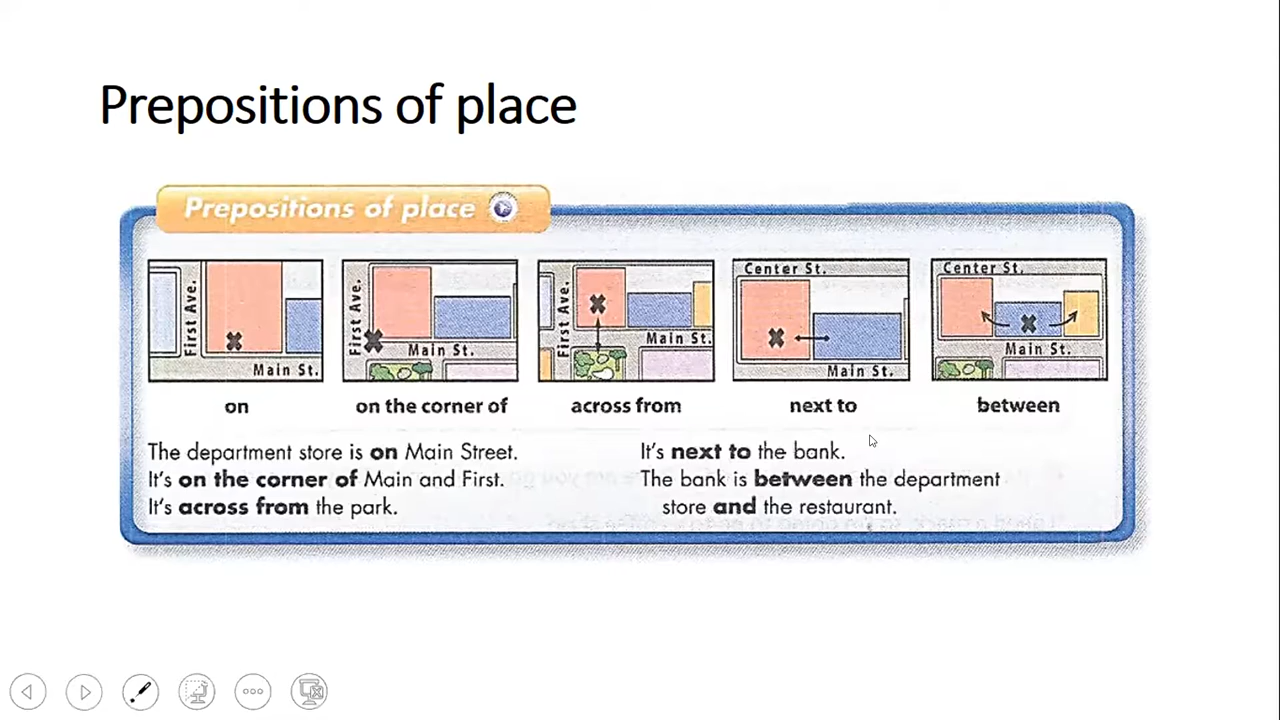 Prepositions of place
Prepositions of place
First Ave.
Main St.
on
First Ave.
Main St.
on the corner of
First Ave.
Main St.
across from
Center St.
Main St.
next to
Center St.
Main St.
between
The department store is on Main Street.
It's on the corner of Main and First.
It's across from the park.
It's next to the bank.
The bank is between the department
store and the restaurant.